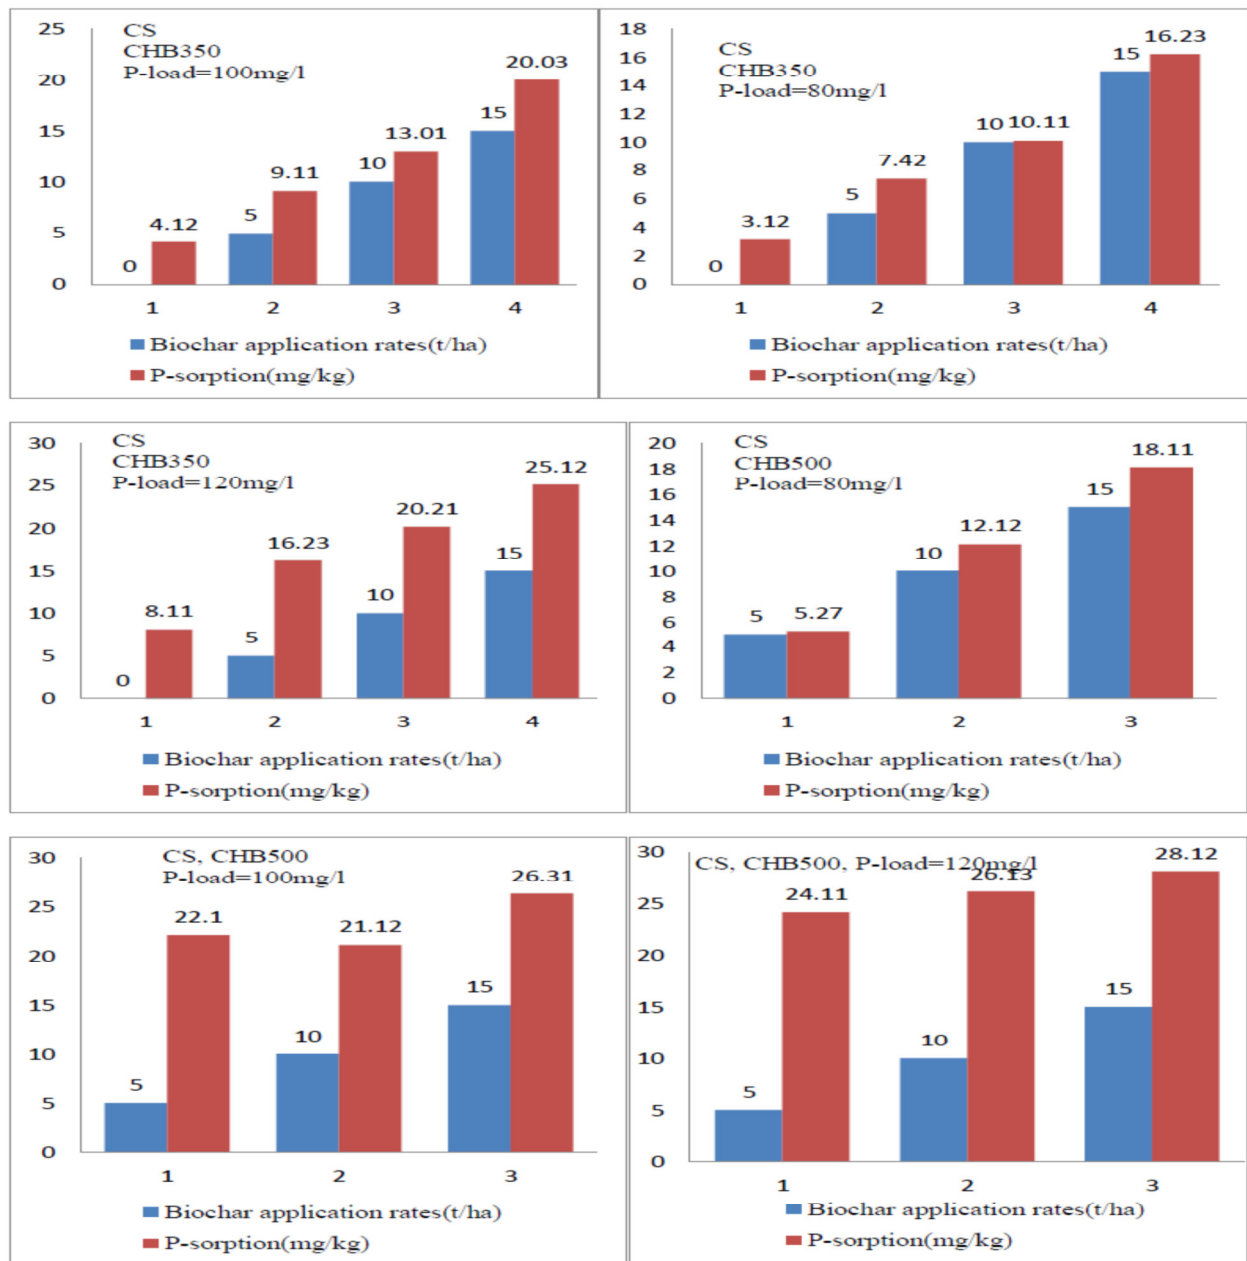 CS
CHB350
P-load=100mg/l
25
20
15
10
5
0
0
4.12
5
9.11
10
13.01
15
20.03
1 2 3 4
Biochar application rates(t/ha)
P-sorption(mg/kg)
CS
CHB350
P-load=80mg/l
18
16
14
12
10
8
6
4
2
0
0
3.12
5
7.42
10
10.11
15
16.23
1 2 3 4
Biochar application rates(t/ha)
P-sorption(mg/kg)
CS
CHB350
P-load=120mg/l
30
25
20
15
10
5
0
0
8.11
5
16.23
10
20.21
15
25.12
1 2 3 4
Biochar application rates(t/ha)
P-sorption(mg/kg)
CS
CHB500
P-load=80mg/l
20
18
16
14
12
10
8
6
4
2
0
5
5.27
10
12.12
15
18.11
1 2 3
Biochar application rates(t/ha)
P-sorption(mg/kg)
CS, CHB500
P-load=100mg/l
30
25
20
15
10
5
0
5
22.1
10
21.12
15
26.31
1 2 3
Biochar application rates(t/ha)
P-sorption(mg/kg)
CS, CHB500, P-load=120mg/l
30
25
20
15
10
5
0
5
24.11
10
26.13
15
28.12
1 2 3
Biochar application rates(t/ha)
P-sorption(mg/kg)